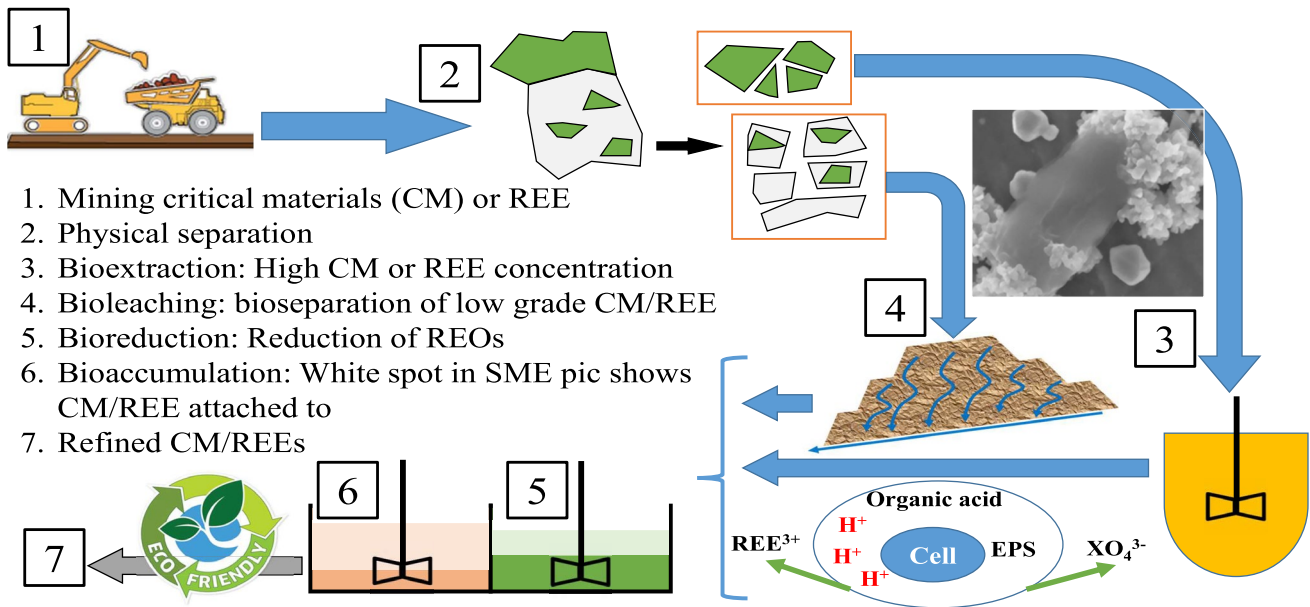 1
2
1. Mining critical materials (CM) or REE
2. Physical separation
3. Bioextraction: High CM or REE concentration
4. Bioleaching: bioseparation of low grade CM/REE
5. Bioreduction: Reduction of REOs
6. Bioaccumulation: White spot in SME pic shows
CM/REE attached to
7. Refined CM/REEs
4
3
6
5
7
ECO FRIENDLY
Organic acid
H⁺
H⁺
H⁺
Cell
EPS
REE³⁺
XO₄³⁻